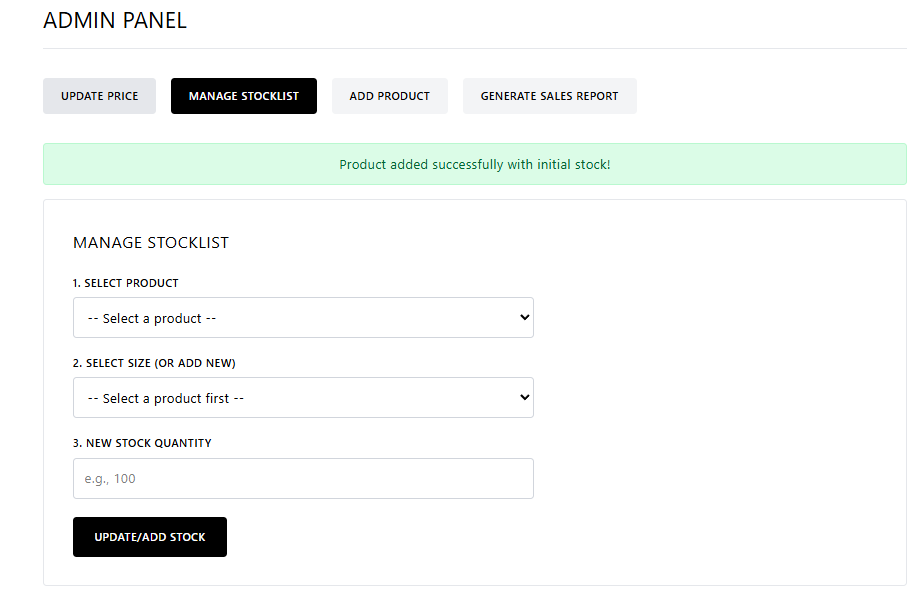 ADMIN PANEL
UPDATE PRICE MANAGE STOCKLIST ADD PRODUCT GENERATE SALES REPORT
Product added successfully with initial stock!
MANAGE STOCKLIST
1. SELECT PRODUCT
-- Select a product --
2. SELECT SIZE (OR ADD NEW)
-- Select a product first --
3. NEW STOCK QUANTITY
e.g., 100
UPDATE/ADD STOCK